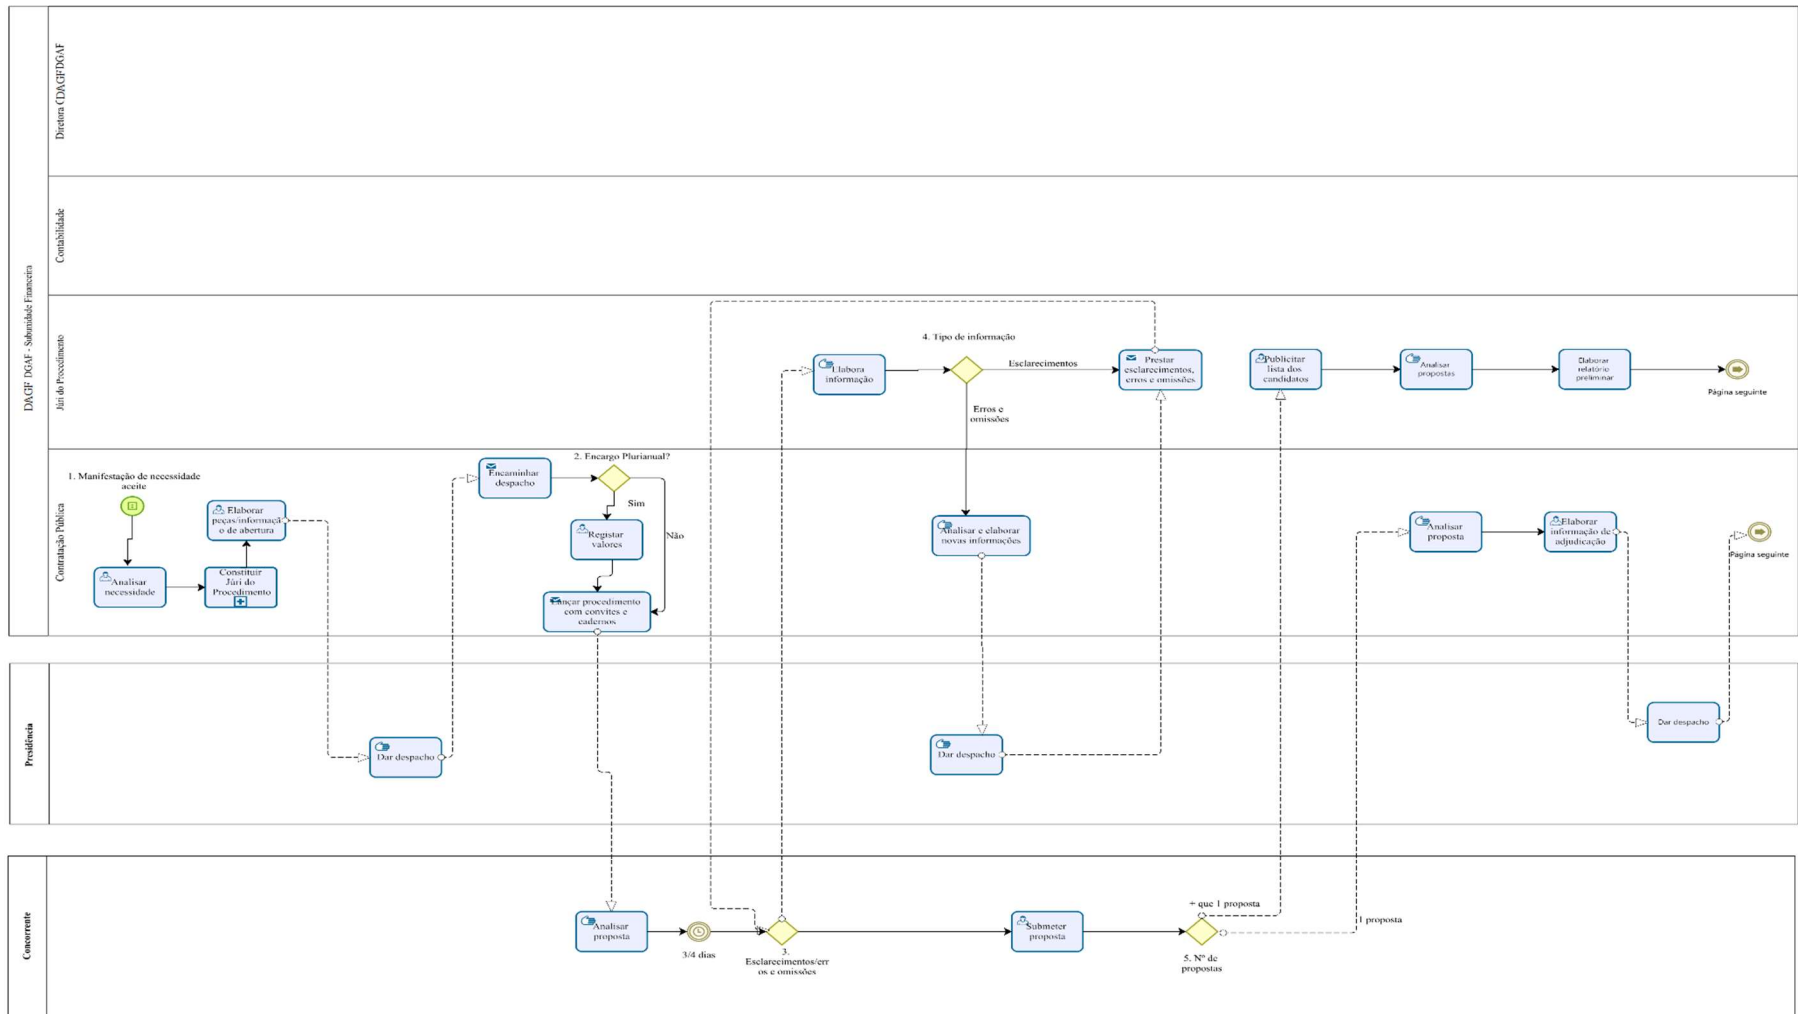 Diretora CDAGFDGAF
Contabilidade
DAGIF DGAF - Subunidade Financeira
Júri do Procedimento
4. Tipo de informação
Elabora
informação
Esclarecimentos
Prestar
esclarecimentos,
erros e omissões
Erros e
omissões
Publicitar
lista dos
candidatos
Analisar
propostas
Elaborar
relatório
preliminar
Página seguinte
Contratação Pública
1. Manifestação de necessidade
aceite
Analisar
necessidade
Constituir
Júri do
Procedimento
Elaborar
peças/informaçã
o de abertura
Encaminhar
despacho
2. Encargo Plurianual?
Sim
Não
Registar
valores
Lançar procedimento
com convites e
cadernos
Analisar e elaborar
novas informações
Analisar
proposta
Elaborar
informação de
adjudicação
Página seguinte
Presidência
Dar despacho
Dar despacho
Dar despacho
Concorrente
Analisar
proposta
3/4 dias
3.
Esclarecimentos/err
os e omissões
Submeter
proposta
+ que 1 proposta
1 proposta
5. Nº de
propostas